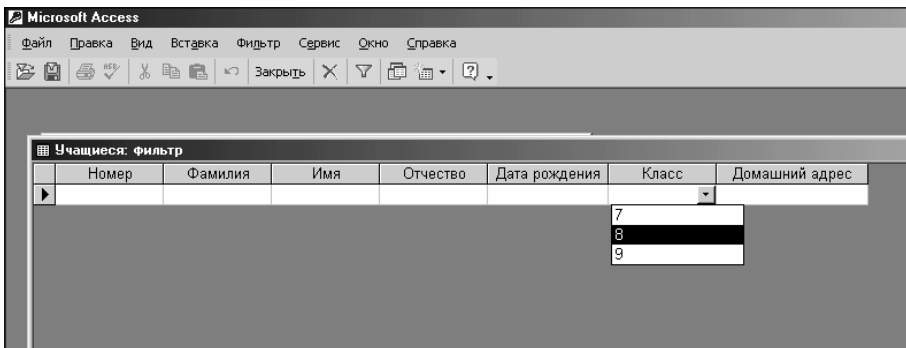 Microsoft Access
Файл Правка Вид Вставка Фильтр Сервис Окно Справка
Закрыть
Учащиеся: фильтр
Номер Фамилия Имя Отчество Дата рождения Класс Домашний адрес
7
8
9